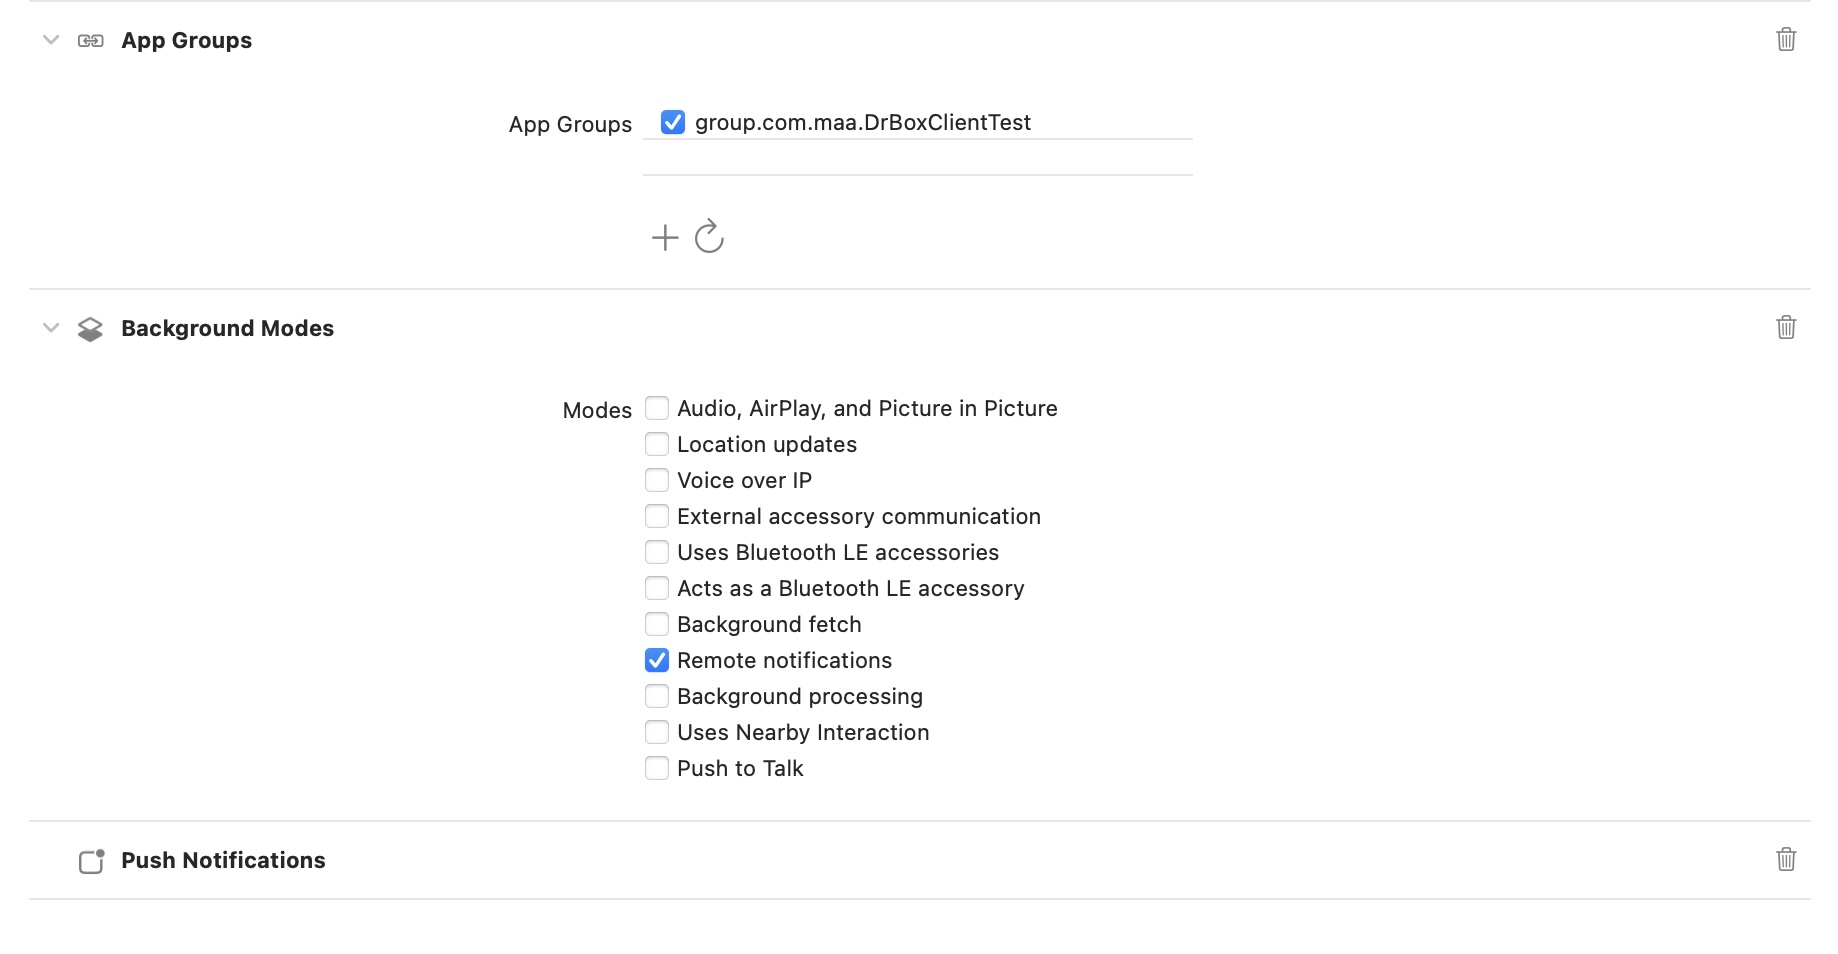 App Groups
App Groups group.com.maa.DrBoxClientTest
Background Modes
Modes Audio, AirPlay, and Picture in Picture
Location updates
Voice over IP
External accessory communication
Uses Bluetooth LE accessories
Acts as a Bluetooth LE accessory
Background fetch
Remote notifications
Background processing
Uses Nearby Interaction
Push to Talk
Push Notifications